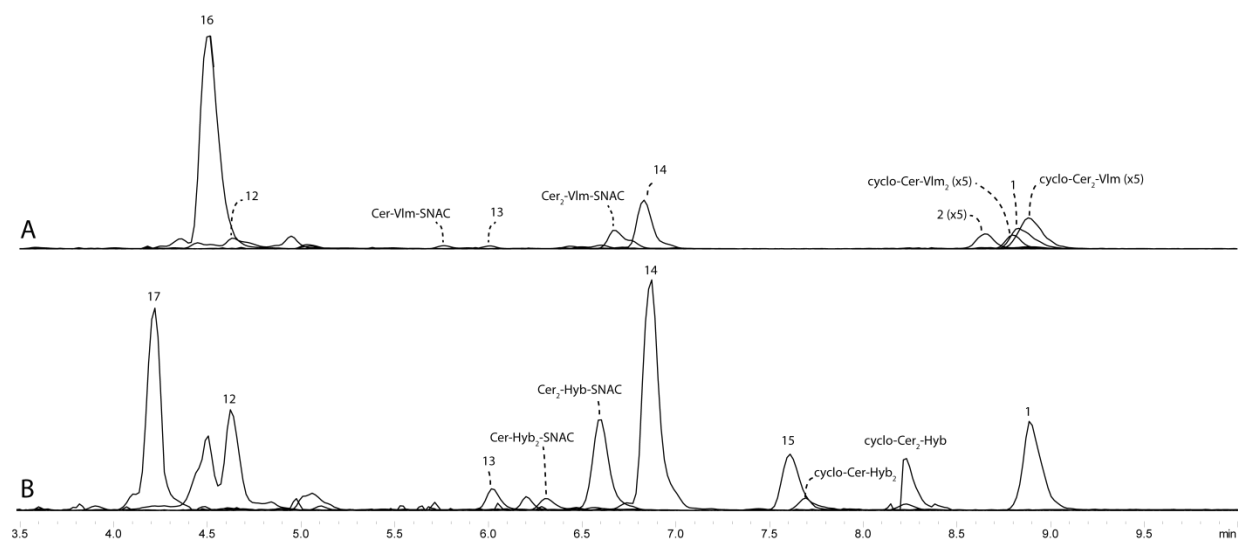 16
12
Cer-Vlm-SNAC
13
Cer₂-Vlm-SNAC
14
cyclo-Cer-Vlm₂ (x5)
2 (x5)
1
cyclo-Cer₂-Vlm (x5)
A
17
12
13
Cer-Hyb₂-SNAC
Cer₂-Hyb-SNAC
14
15
cyclo-Cer-Hyb₂
cyclo-Cer₂-Hyb
1
B
3.5 4.0 4.5 5.0 5.5 6.0 6.5 7.0 7.5 8.0 8.5 9.0 9.5 min